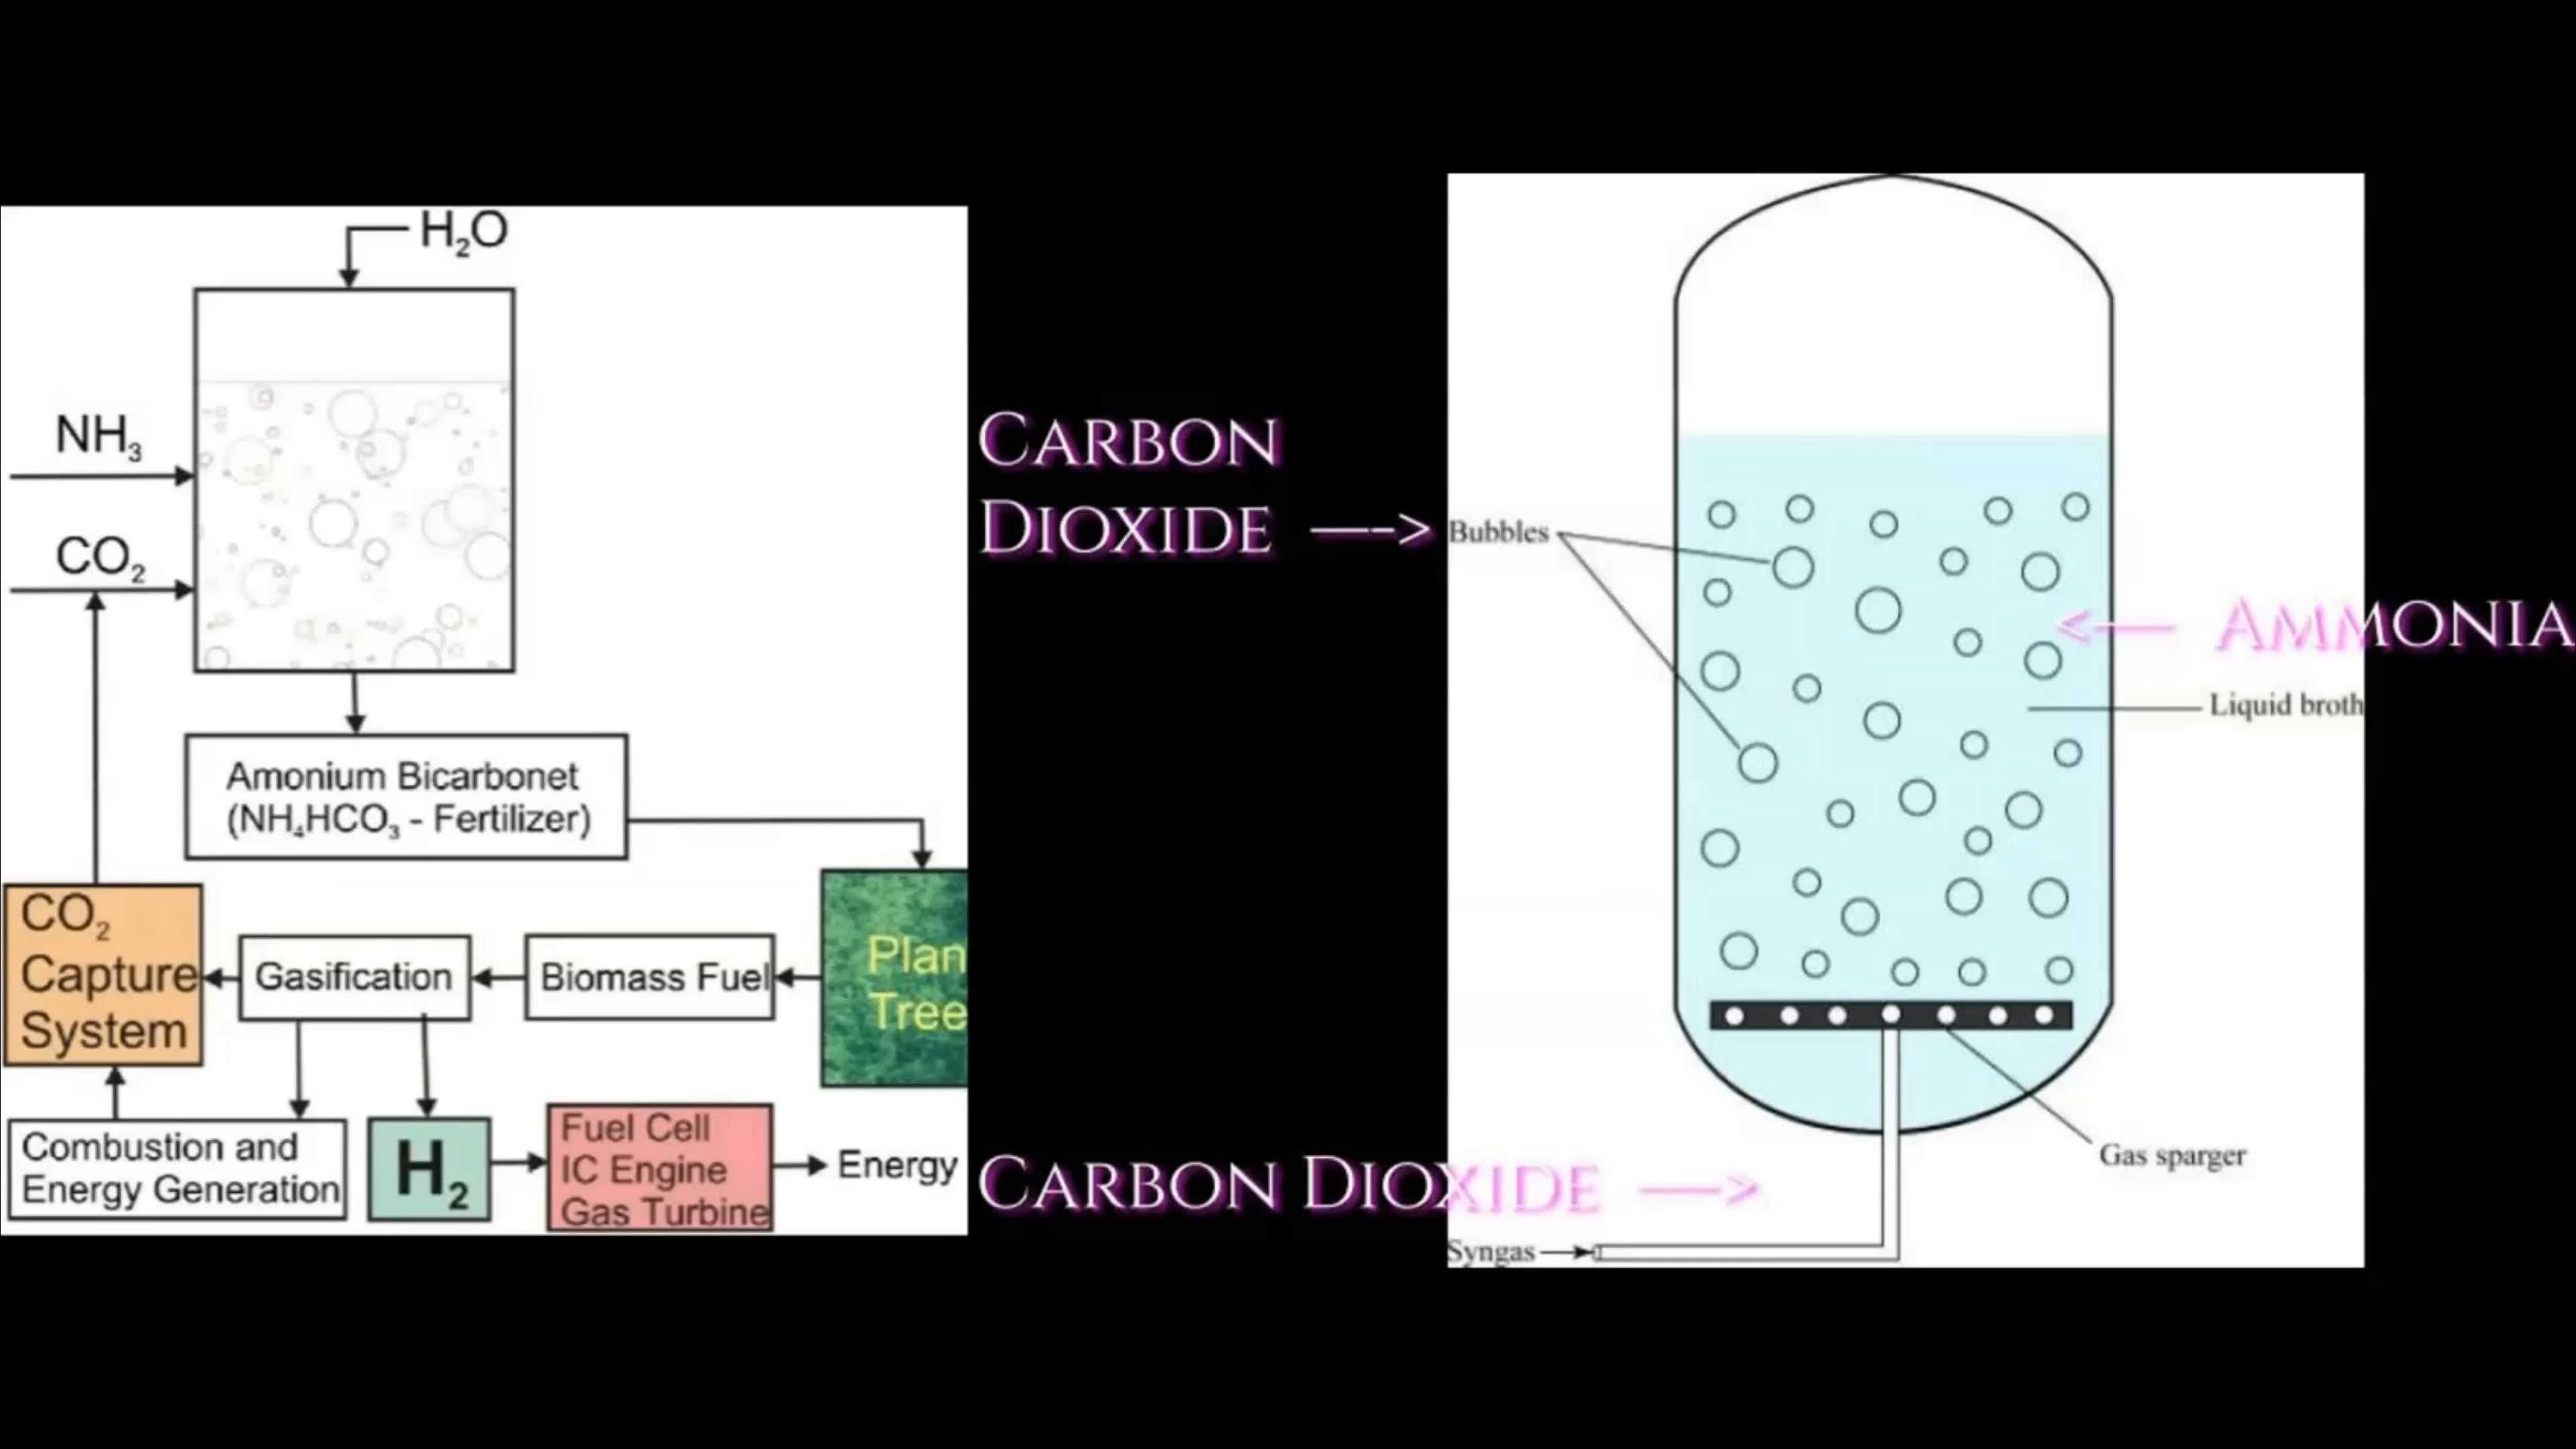 H₂O
NH₃
CO₂
Amonium Bicarbonet
(NH₄HCO₃ - Fertilizer)
CO₂
Capture
System
Gasification
Biomass Fuel
Plan
Tree
Combustion and
Energy Generation
H₂
Fuel Cell
IC Engine
Gas Turbine
Energy
CARBON
DIOXIDE --->
Bubbles
<--- AMMONIA
Liquid broth
Gas sparger
CARBON DIOXIDE --->
Syngas